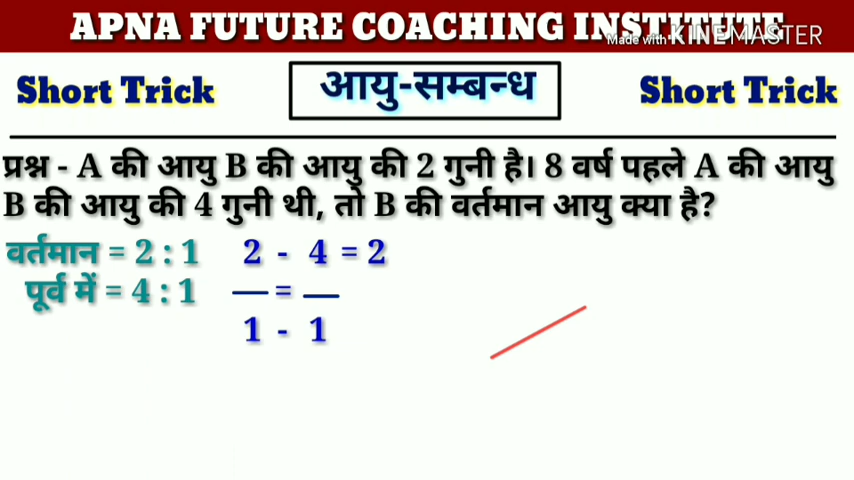 APNA FUTURE COACHING INSTITUTE
Made with KINEMASTER
Short Trick आयु-सम्बन्ध Short Trick
प्रश्न - A की आयु B की आयु की 2 गुनी है। 8 वर्ष पहले A की आयु
B की आयु की 4 गुनी थी, तो B की वर्तमान आयु क्या है?
वर्तमान = 2 : 1 2 - 4 = 2
पूर्व में = 4 : 1 — = —
1 - 1